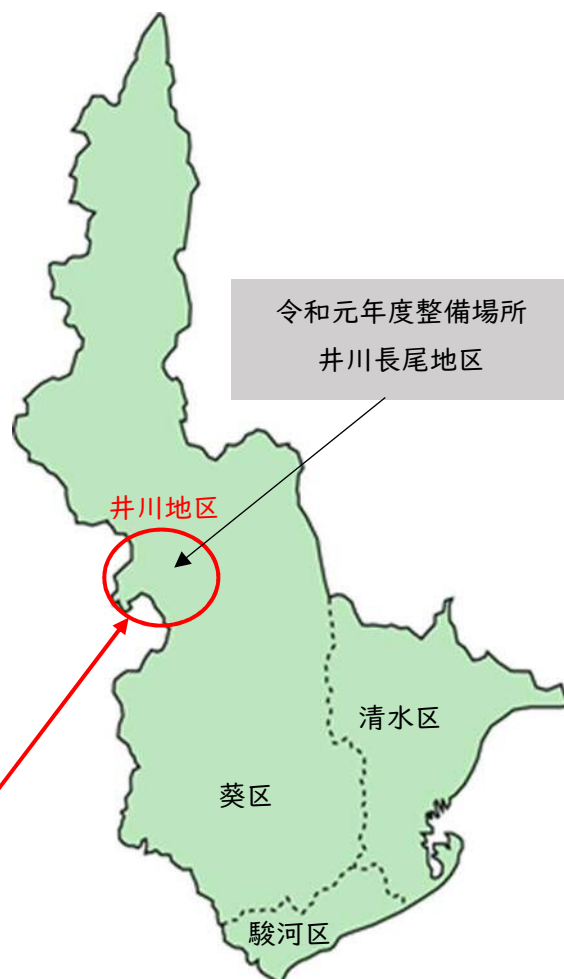 令和元年度整備場所
井川長尾地区
井川地区
清水区
葵区
駿河区